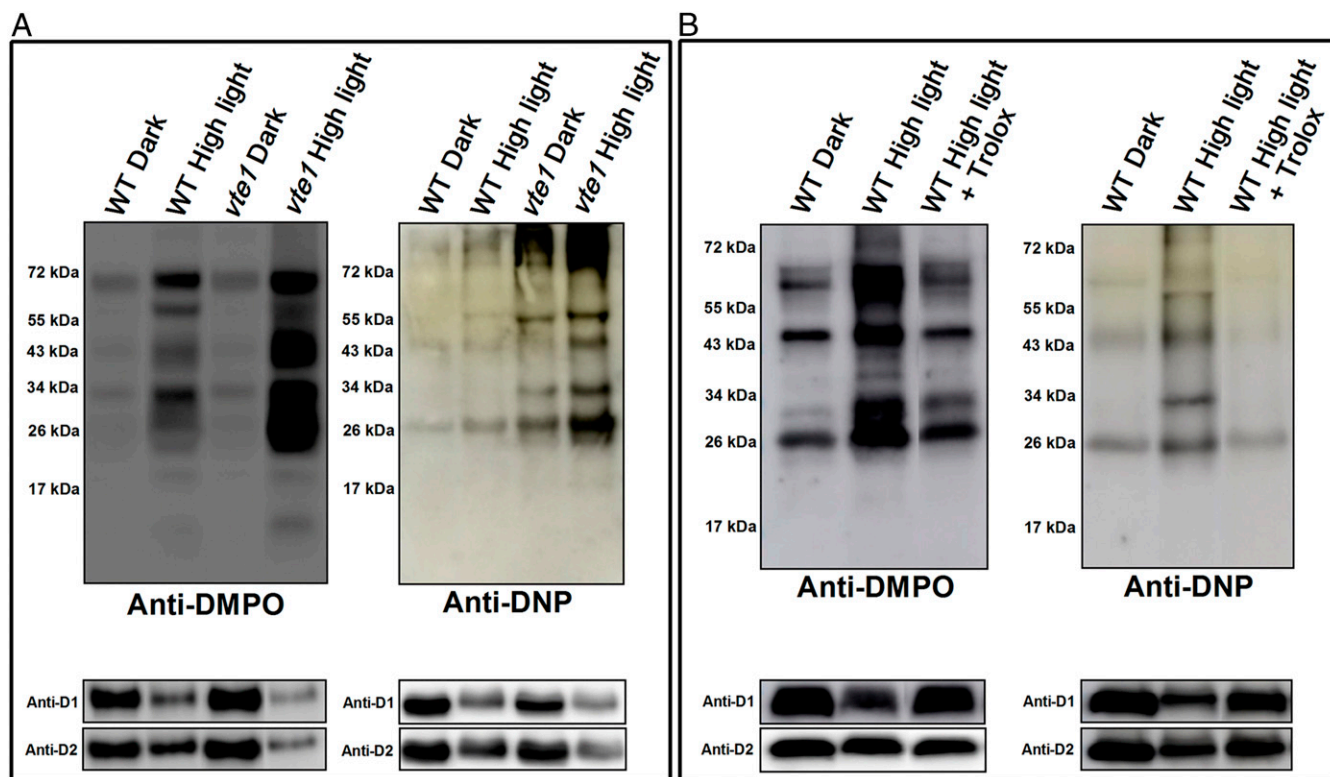 A
WT Dark
WT High light
vte1 Dark
vte1 High light
WT Dark
WT High light
vte1 Dark
vte1 High light
72 kDa
55 kDa
43 kDa
34 kDa
26 kDa
17 kDa
72 kDa
55 kDa
43 kDa
34 kDa
26 kDa
17 kDa
Anti-DMPO
Anti-DNP
Anti-D1
Anti-D2
Anti-D1
Anti-D2
B
WT Dark
WT High light
WT High light
+ Trolox
WT Dark
WT High light
WT High light
+ Trolox
72 kDa
55 kDa
43 kDa
34 kDa
26 kDa
17 kDa
72 kDa
55 kDa
43 kDa
34 kDa
26 kDa
17 kDa
Anti-DMPO
Anti-DNP
Anti-D1
Anti-D2
Anti-D1
Anti-D2